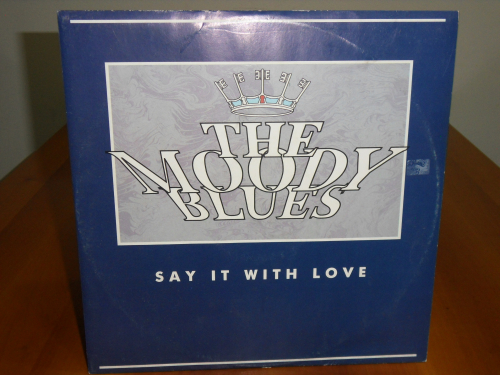 THE
MOODY
BLUES
SAY IT WITH LOVE